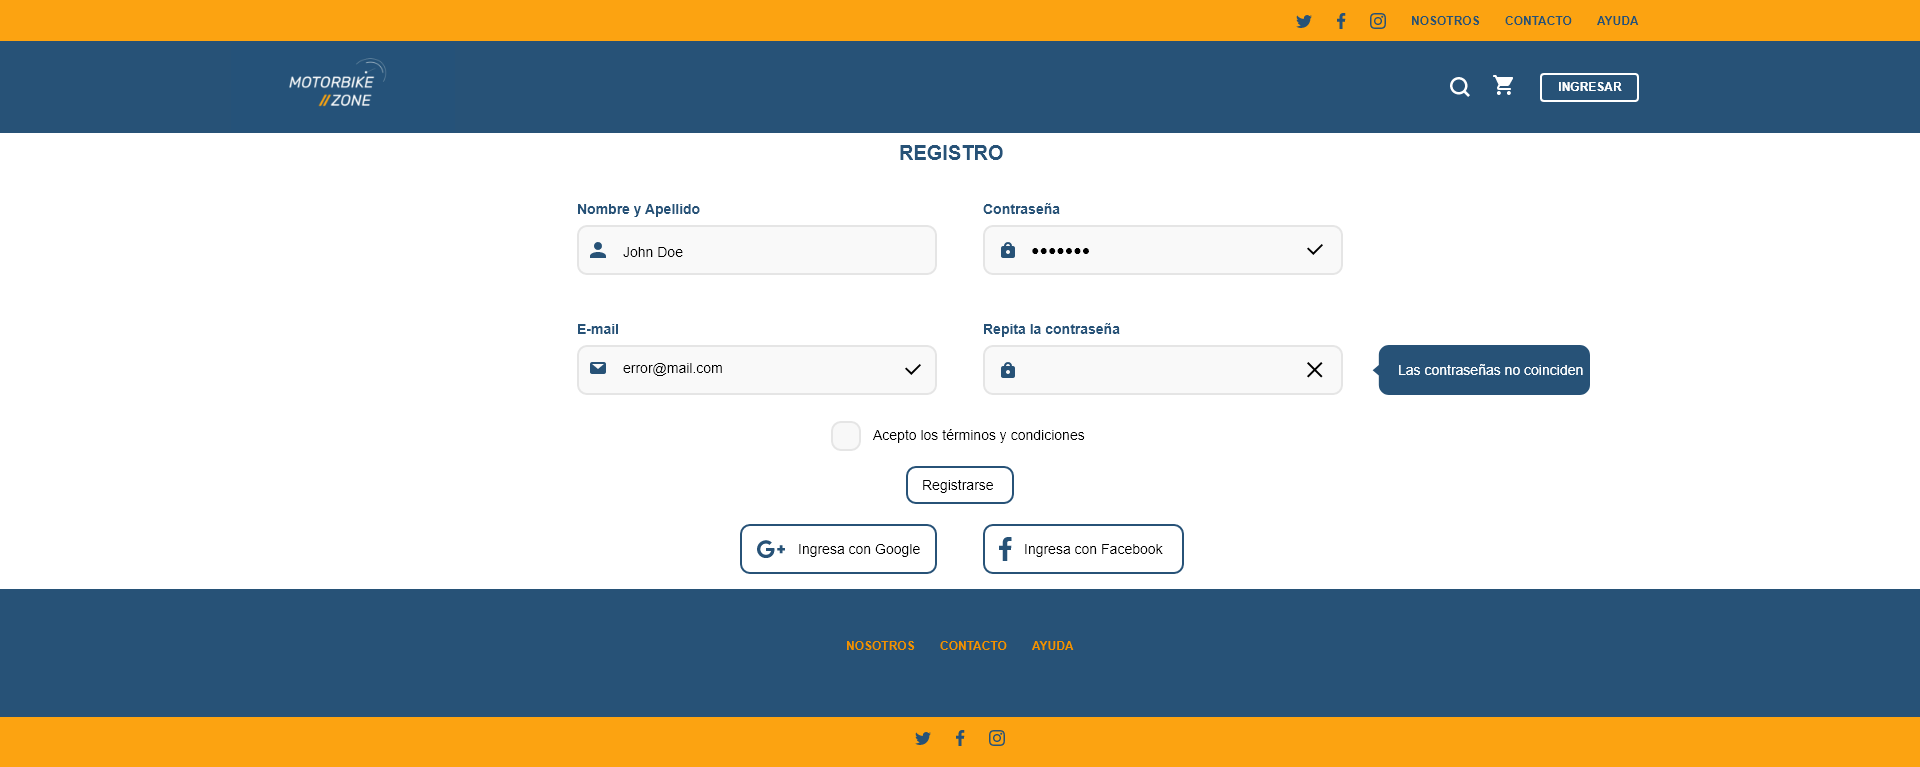 NOSOTROS CONTACTO AYUDA
MOTORBIKE
//ZONE
INGRESAR
REGISTRO
Nombre y Apellido
John Doe
Contraseña
•••••••
E-mail
error@mail.com
Repita la contraseña
Las contraseñas no coinciden
Acepto los términos y condiciones
Registrarse
G+ Ingresa con Google
Ingresa con Facebook
NOSOTROS CONTACTO AYUDA